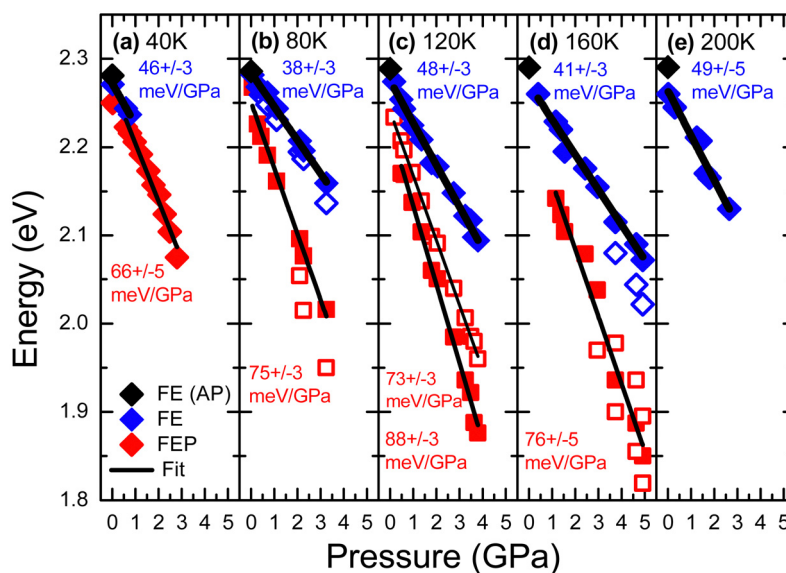 (a) 40K
(b) 80K
(c) 120K
(d) 160K
(e) 200K
46+/-3
meV/GPa
38+/-3
meV/GPa
48+/-3
meV/GPa
41+/-3
meV/GPa
49+/-5
meV/GPa
2.3
2.2
2.1
2.0
1.9
1.8
Energy (eV)
66+/-5
meV/GPa
75+/-3
meV/GPa
73+/-3
meV/GPa
88+/-3
meV/GPa
76+/-5
meV/GPa
FE (AP)
FE
FEP
Fit
0 1 2 3 4 5
0 1 2 3 4 5
0 1 2 3 4 5
0 1 2 3 4 5
0 1 2 3 4 5
Pressure (GPa)